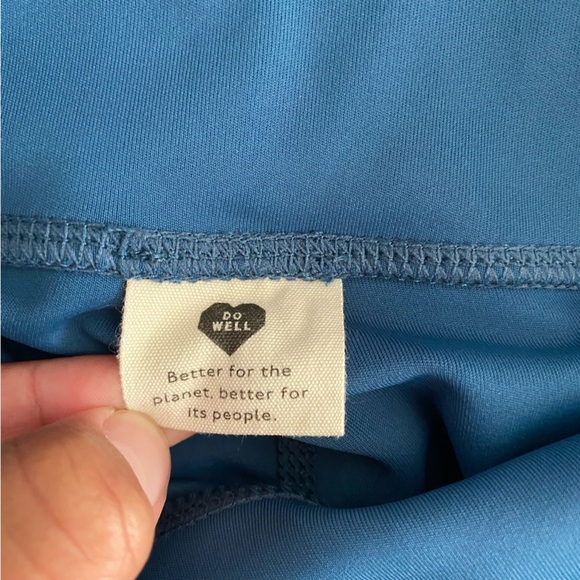 DO
WELL
Better for the
planet, better for
its people.